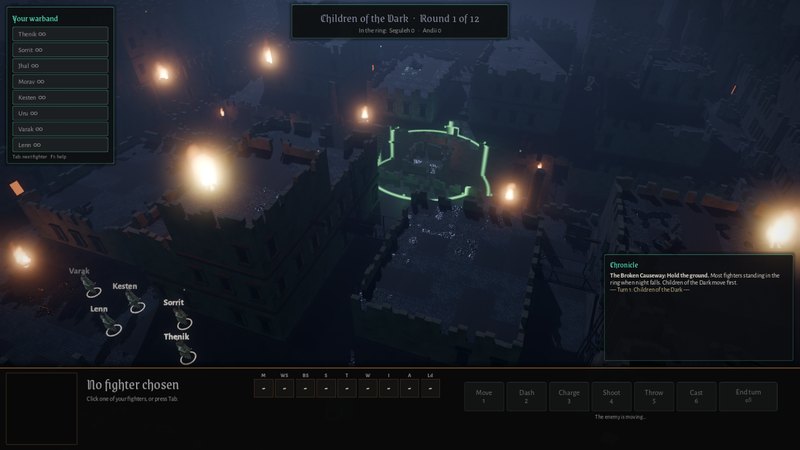 Your warband
Thenik
Sorrit
Jhal
Morav
Kesten
Uru
Varak
Lenn
Tab: next fighter F1: help
Children of the Dark · Round 1 of 12
In the ring: Seguleh 0 · Andii 0
Varak
Kesten
Lenn
Sorrit
Thenik
Chronicle
The Broken Causeway: Hold the ground. Most fighters standing in the
ring when night falls. Children of the Dark move first.
— Turn 1: Children of the Dark —
No fighter chosen
Click one of your fighters, or press Tab.
M WS BS S T W I A Ld
- - - - - - - - -
Move Dash Charge Shoot Throw Cast End turn
1 2 3 4 5 6
The enemy is moving...